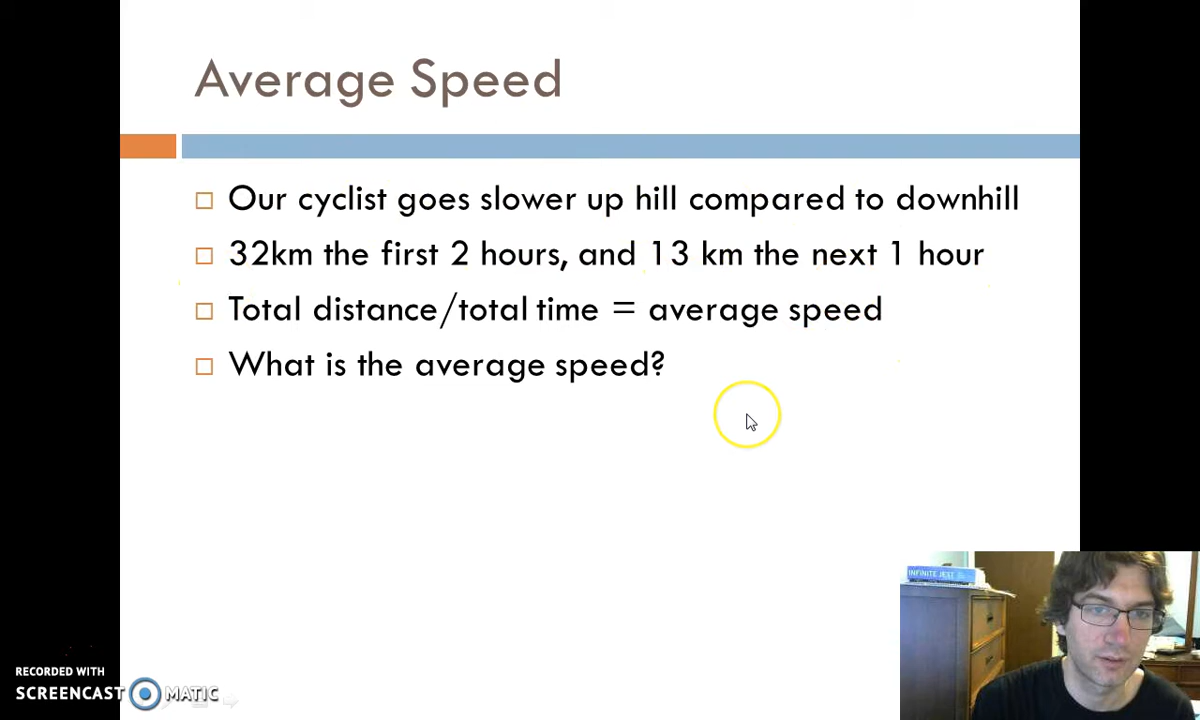 Average Speed
Our cyclist goes slower up hill compared to downhill
32km the first 2 hours, and 13 km the next 1 hour
Total distance/total time = average speed
What is the average speed?
INFINITE JEST
RECORDED WITH
SCREENCAST MATIC